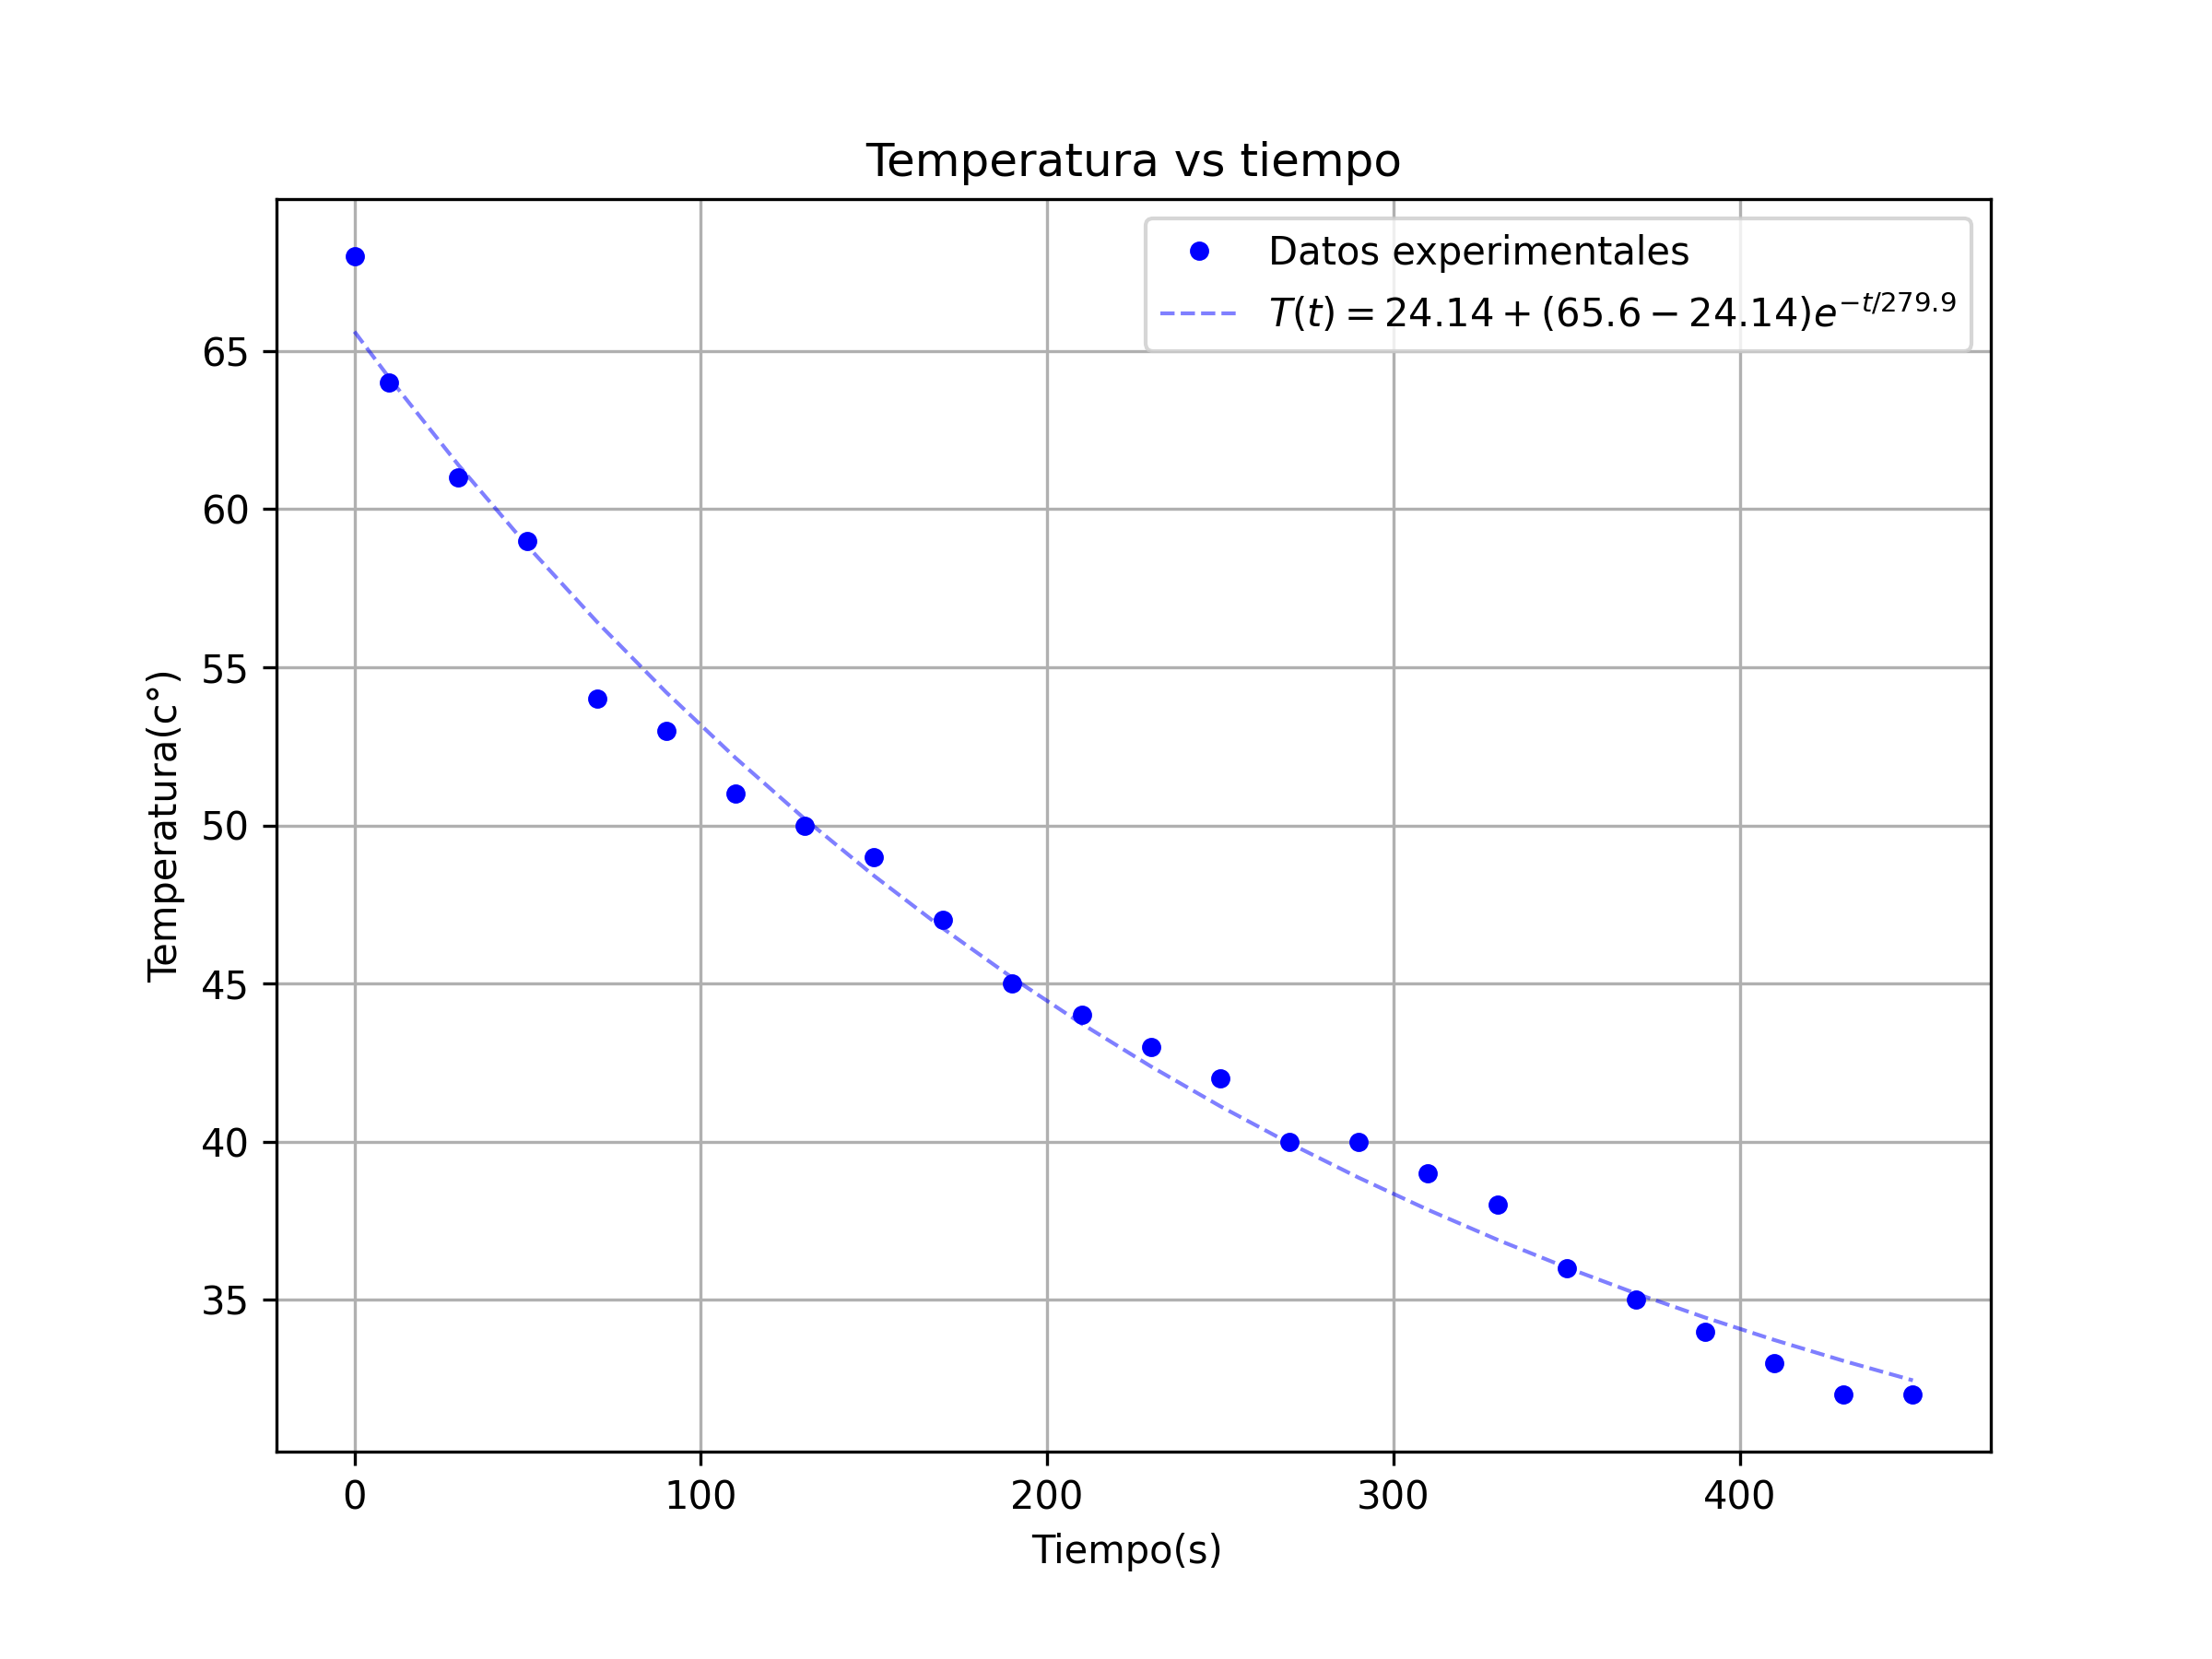 Temperatura vs tiempo
Datos experimentales
T(t) = 24.14 + (65.6 − 24.14)e^{−t/279.9}
Temperatura(c°)
65
60
55
50
45
40
35
0 100 200 300 400
Tiempo(s)